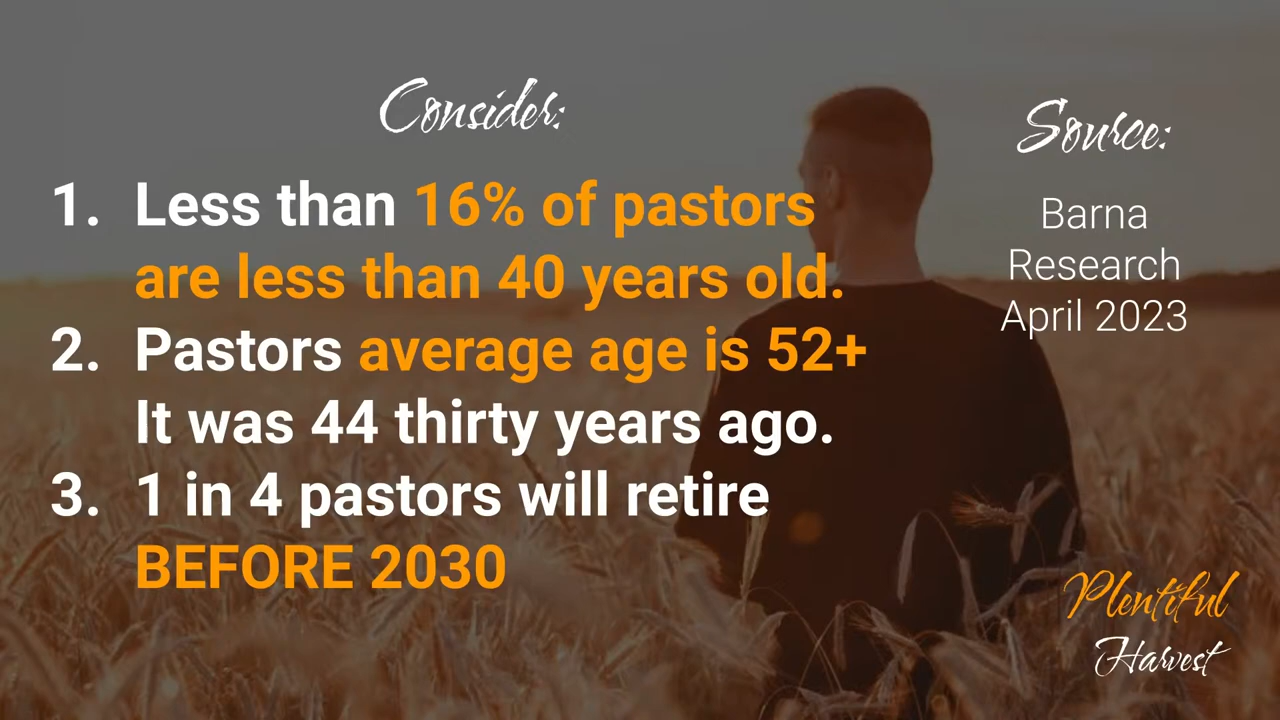 Consider:
1. Less than 16% of pastors
are less than 40 years old.
2. Pastors average age is 52+
It was 44 thirty years ago.
3. 1 in 4 pastors will retire
BEFORE 2030
Source:
Barna
Research
April 2023
Plentiful
Harvest